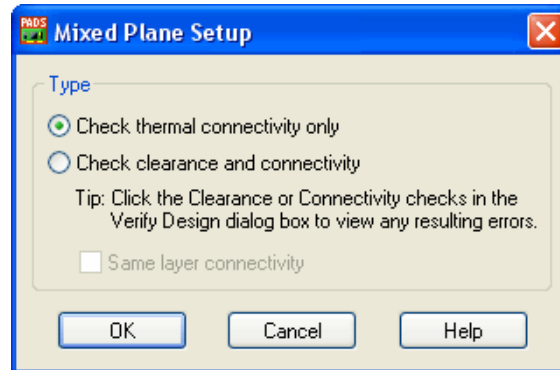 PADS
Mixed Plane Setup
Type
Check thermal connectivity only
Check clearance and connectivity
Tip: Click the Clearance or Connectivity checks in the
Verify Design dialog box to view any resulting errors.
Same layer connectivity
OK Cancel Help